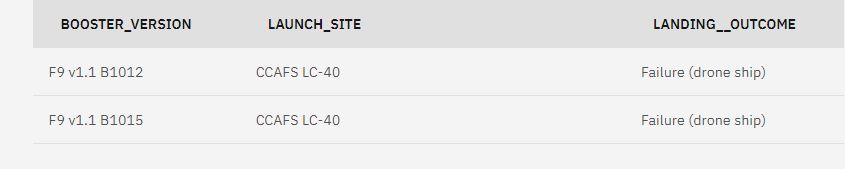 BOOSTER_VERSION LAUNCH_SITE LANDING__OUTCOME
F9 v1.1 B1012 CCAFS LC-40 Failure (drone ship)
F9 v1.1 B1015 CCAFS LC-40 Failure (drone ship)